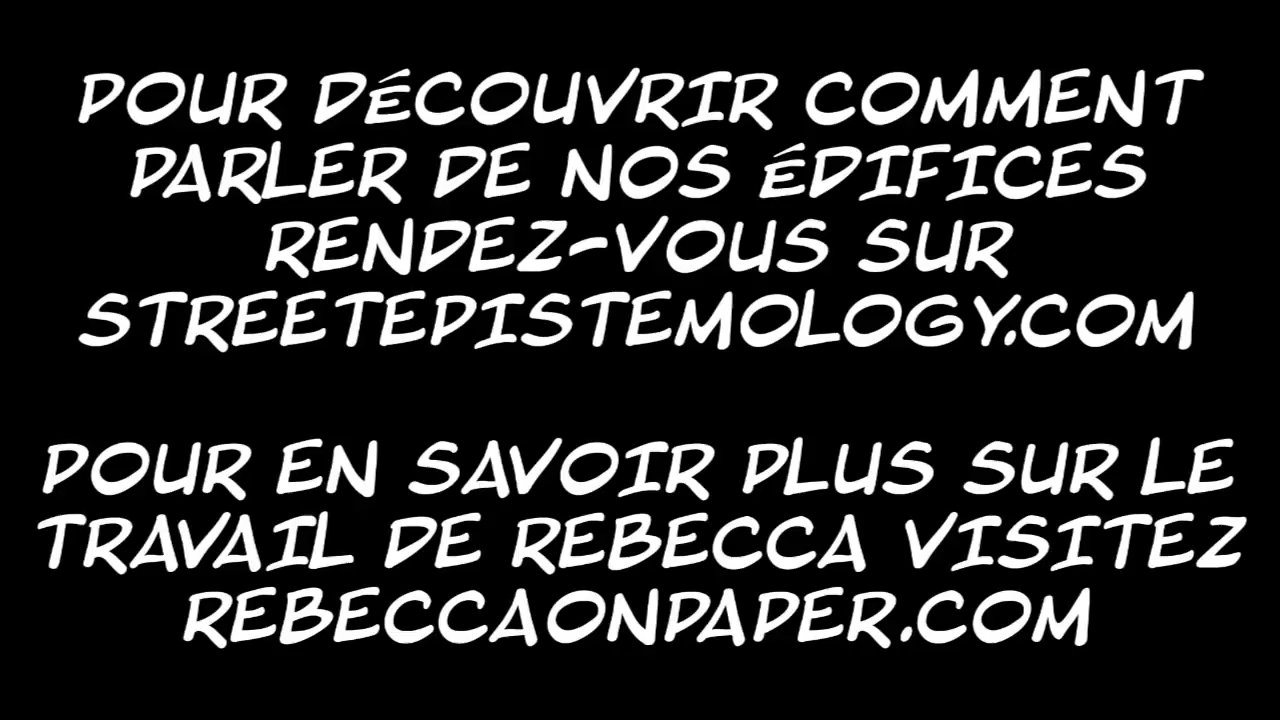 POUR DÉCOUVRIR COMMENT
PARLER DE NOS ÉDIFICES
RENDEZ-VOUS SUR
STREETEPISTEMOLOGY.COM
POUR EN SAVOIR PLUS SUR LE
TRAVAIL DE REBECCA VISITEZ
REBECCAONPAPER.COM